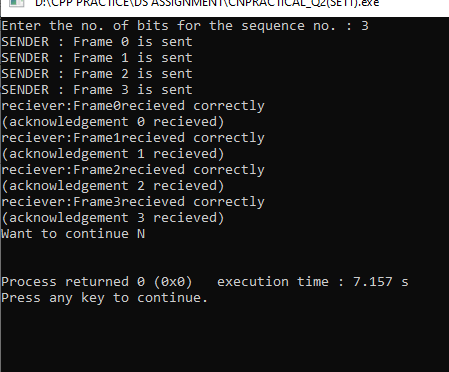 D:\CPP PRACTICE\DS ASSIGNMENT\CNPRACTICAL_Q2(SET1).exe
Enter the no. of bits for the sequence no. : 3
SENDER : Frame 0 is sent
SENDER : Frame 1 is sent
SENDER : Frame 2 is sent
SENDER : Frame 3 is sent
reciever:Frame0recieved correctly
(acknowledgement 0 recieved)
reciever:Frame1recieved correctly
(acknowledgement 1 recieved)
reciever:Frame2recieved correctly
(acknowledgement 2 recieved)
reciever:Frame3recieved correctly
(acknowledgement 3 recieved)
Want to continue N
Process returned 0 (0x0)   execution time : 7.157 s
Press any key to continue.